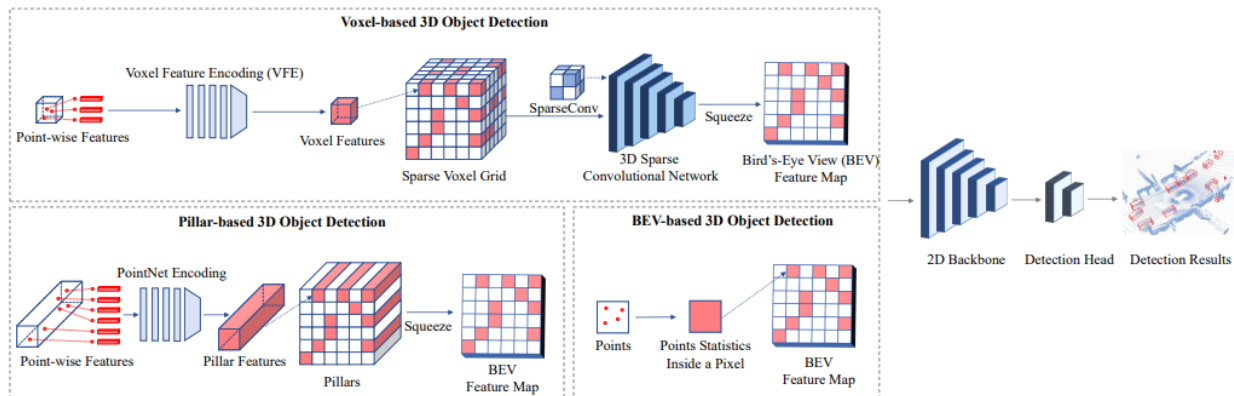 Voxel-based 3D Object Detection
Voxel Feature Encoding (VFE)
Point-wise Features
Voxel Features
Sparse Voxel Grid
SparseConv
3D Sparse
Convolutional Network
Squeeze
Bird's-Eye View (BEV)
Feature Map
Pillar-based 3D Object Detection
PointNet Encoding
Point-wise Features
Pillar Features
Pillars
Squeeze
BEV
Feature Map
BEV-based 3D Object Detection
Points
Points Statistics
Inside a Pixel
BEV
Feature Map
2D Backbone
Detection Head
Detection Results